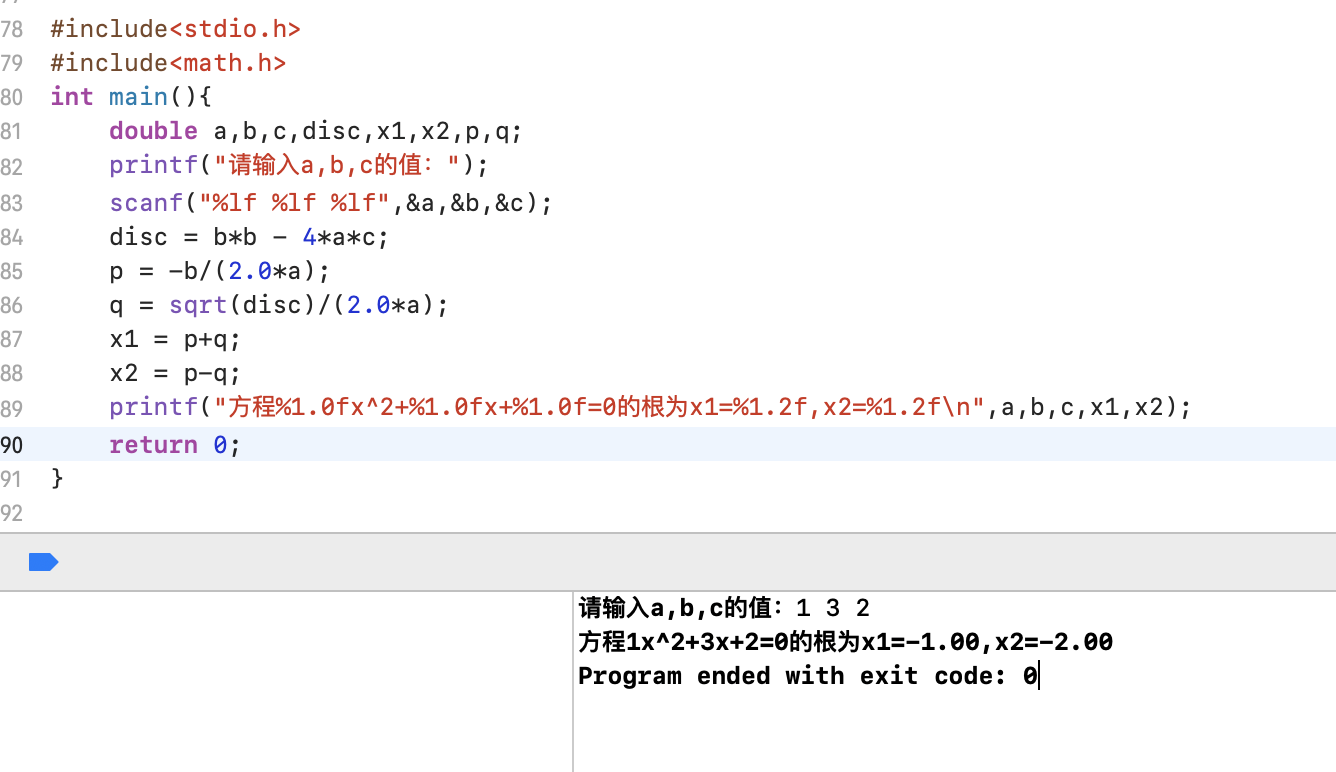 78 #include<stdio.h>
79 #include<math.h>
80 int main(){
81     double a,b,c,disc,x1,x2,p,q;
82     printf("请输入a,b,c的值：");
83     scanf("%lf %lf %lf",&a,&b,&c);
84     disc = b*b - 4*a*c;
85     p = -b/(2.0*a);
86     q = sqrt(disc)/(2.0*a);
87     x1 = p+q;
88     x2 = p-q;
89     printf("方程%1.0fx^2+%1.0fx+%1.0f=0的根为x1=%1.2f,x2=%1.2f\n",a,b,c,x1,x2);
90     return 0;
91 }
92
请输入a,b,c的值：1 3 2
方程1x^2+3x+2=0的根为x1=-1.00,x2=-2.00
Program ended with exit code: 0